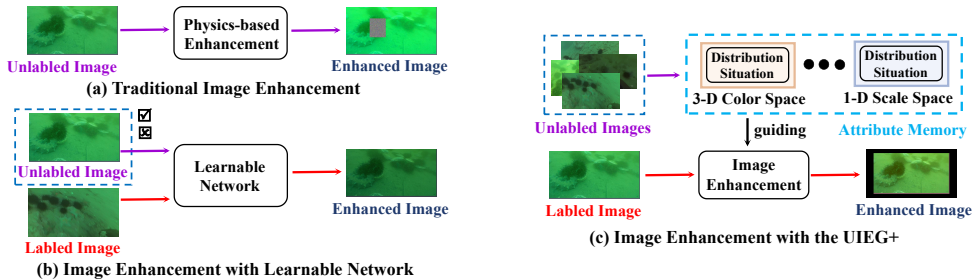 Physics-based
Enhancement
Unlabled Image
Enhanced Image
(a) Traditional Image Enhancement
Unlabled Image
Learnable
Network
Labled Image
Enhanced Image
(b) Image Enhancement with Learnable Network
Distribution
Situation
Distribution
Situation
3-D Color Space
1-D Scale Space
Unlabled Images
Attribute Memory
guiding
Image
Enhancement
Labled Image
Enhanced Image
(c) Image Enhancement with the UIEG+